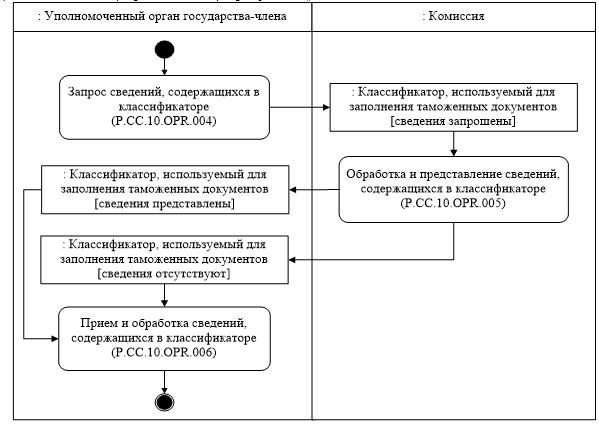 : Уполномоченный орган государства-члена
: Комиссия
Запрос сведений, содержащихся в
классификаторе
(P.CC.10.OPR.004)
: Классификатор, используемый для
заполнения таможенных документов
[сведения запрошены]
: Классификатор, используемый для
заполнения таможенных документов
[сведения представлены]
Обработка и представление сведений,
содержащихся в классификаторе
(P.CC.10.OPR.005)
: Классификатор, используемый для
заполнения таможенных документов
[сведения отсутствуют]
Прием и обработка сведений,
содержащихся в классификаторе
(P.CC.10.OPR.006)